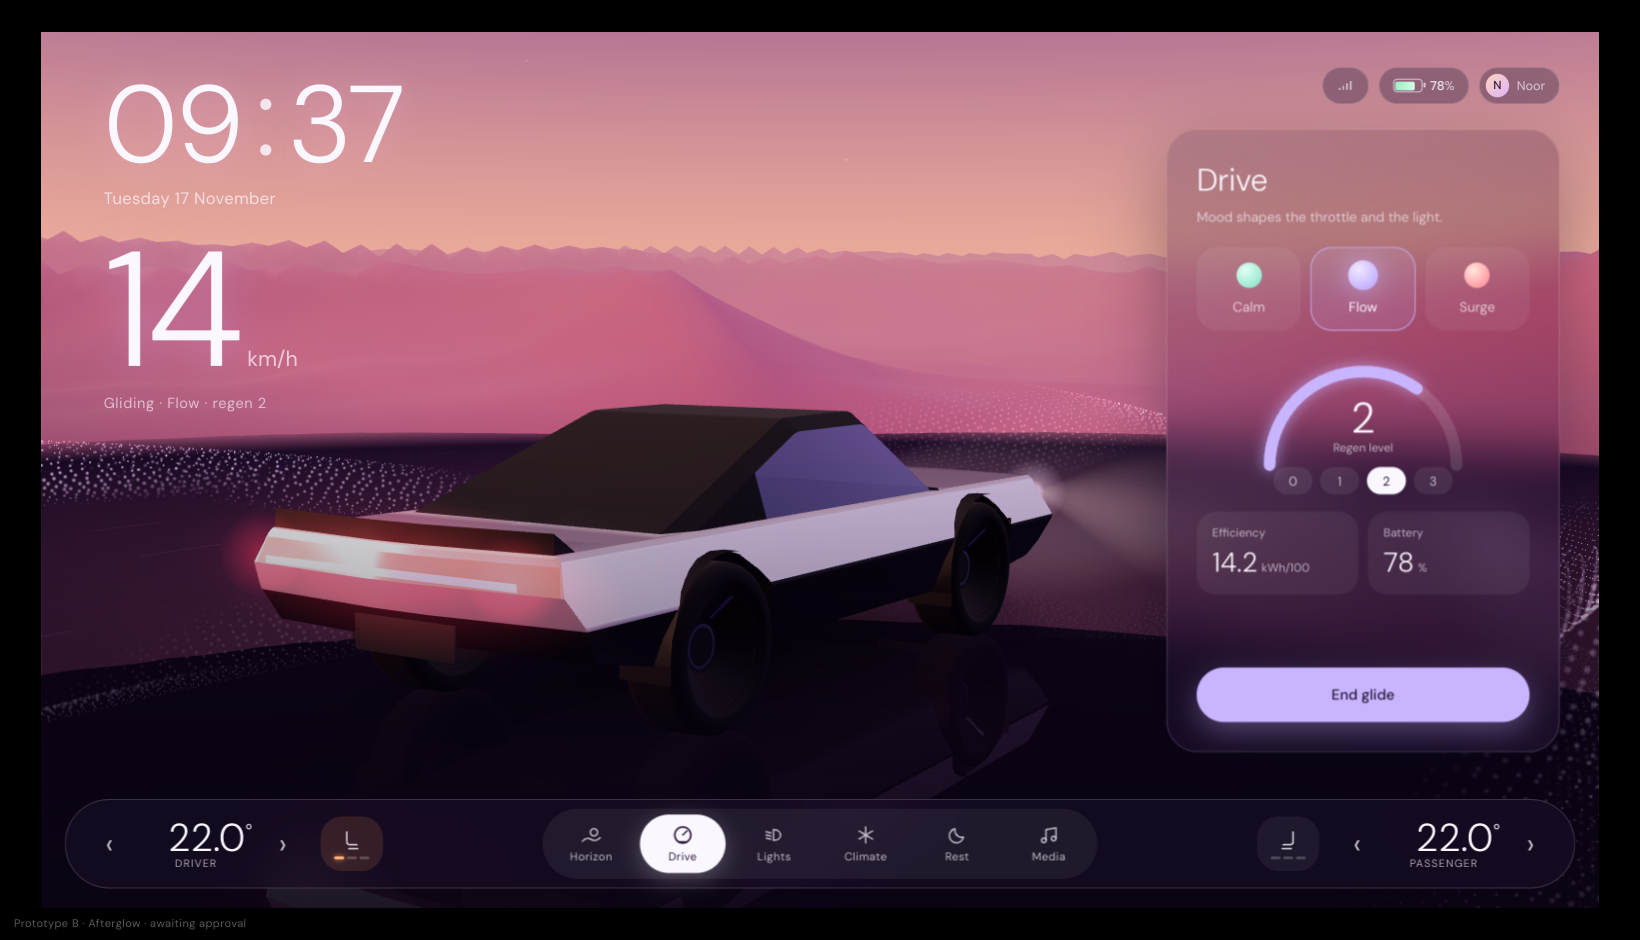 09:37
Tuesday 17 November
14 km/h
Gliding · Flow · regen 2
78%
N Noor
Drive
Mood shapes the throttle and the light.
Calm Flow Surge
2
Regen level
0 1 2 3
Efficiency Battery
14.2 kWh/100 78 %
End glide
‹ 22.0° ›
DRIVER
Horizon Drive Lights Climate Rest Media
‹ 22.0° ›
PASSENGER
Prototype B · Afterglow · awaiting approval